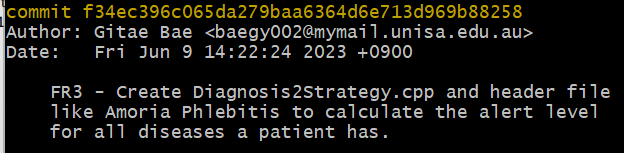 commit f34ec396c065da279baa6364d6e713d969b88258
Author: Gitae Bae <baegy002@mymail.unisa.edu.au>
Date:   Fri Jun 9 14:22:24 2023 +0900
FR3 - Create Diagnosis2Strategy.cpp and header file
like Amoria Phlebitis to calculate the alert level
for all diseases a patient has.